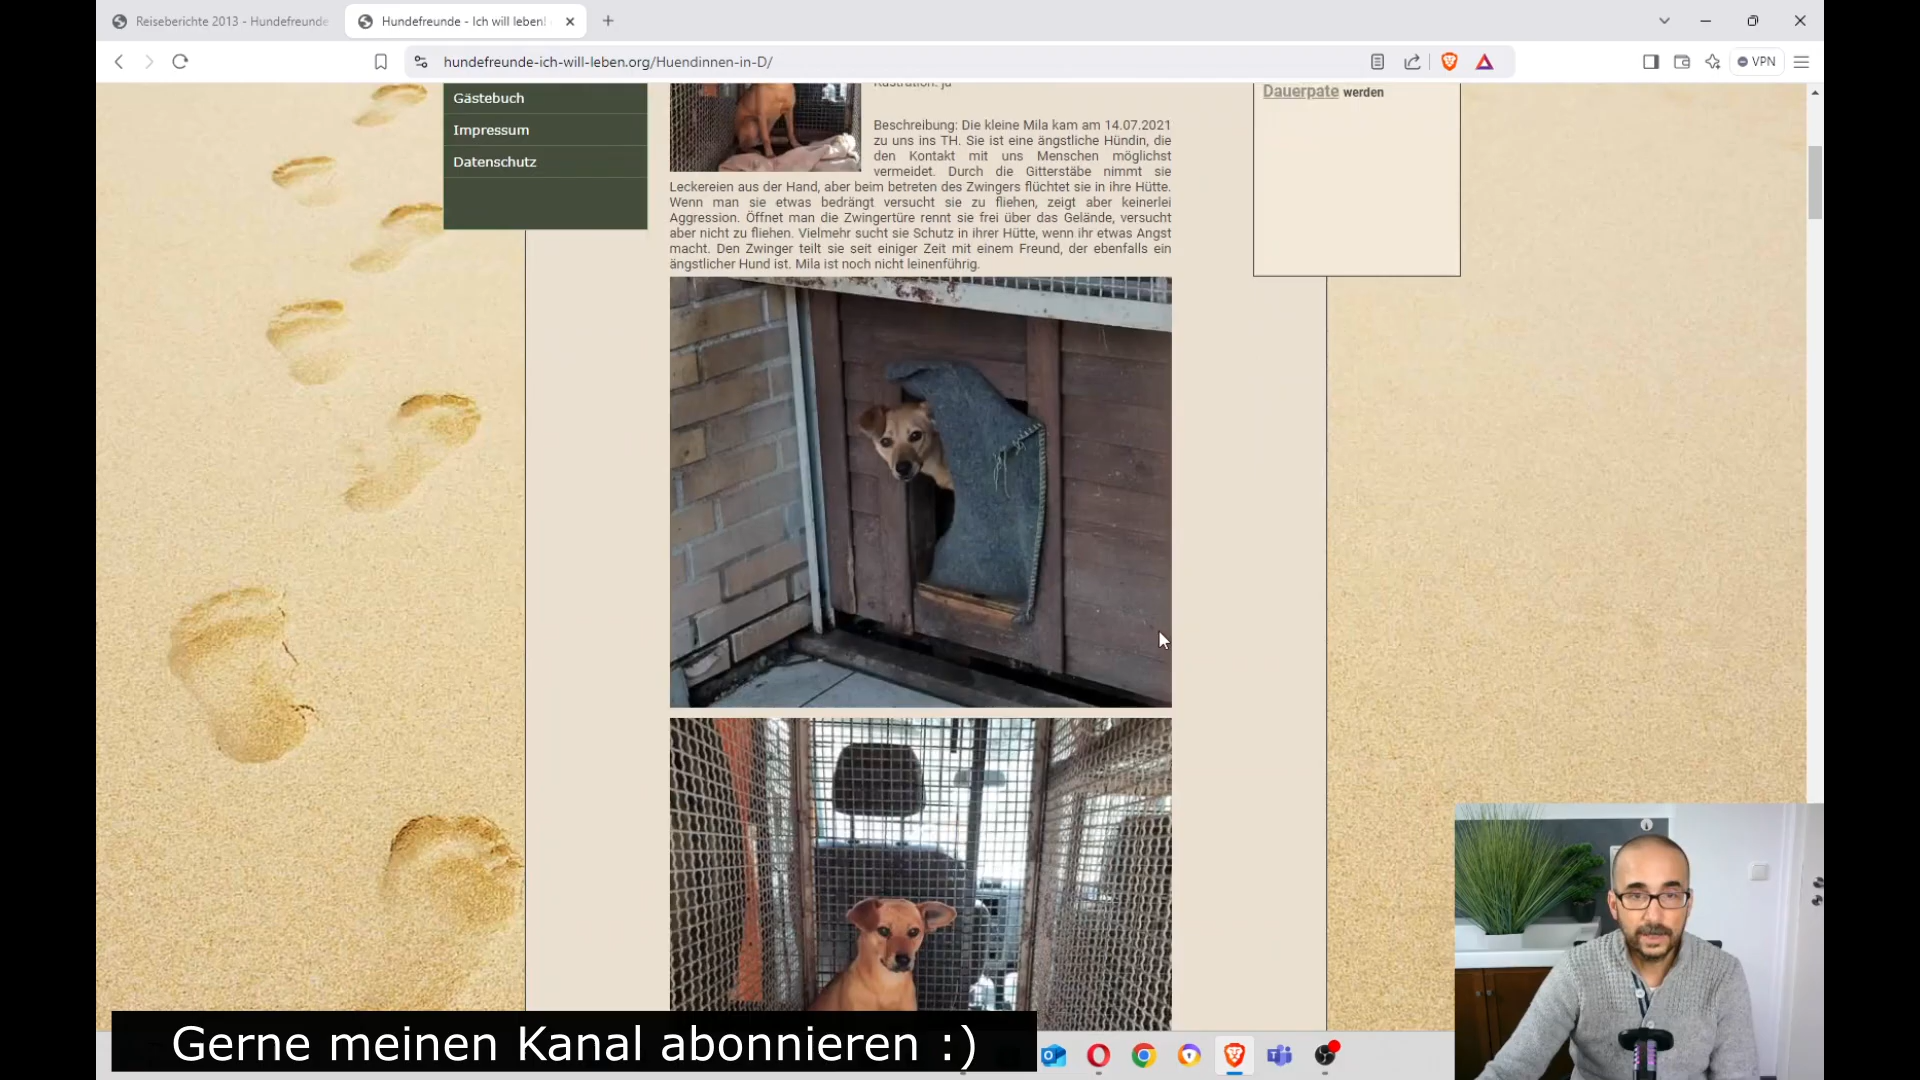 Reiseberichte 2013 - Hundefreunde
Hundefreunde - Ich will leben!
hundefreunde-ich-will-leben.org/Huendinnen-in-D/
VPN
Gästebuch
Impressum
Datenschutz
Kastration: ja
Beschreibung: Die kleine Mila kam am 14.07.2021
zu uns ins TH. Sie ist eine ängstliche Hündin, die
den Kontakt mit uns Menschen möglichst
vermeidet. Durch die Gitterstäbe nimmt sie
Leckereien aus der Hand, aber beim betreten des Zwingers flüchtet sie in ihre Hütte.
Wenn man sie etwas bedrängt versucht sie zu fliehen, zeigt aber keinerlei
Aggression. Öffnet man die Zwingertüre rennt sie frei über das Gelände, versucht
aber nicht zu fliehen. Vielmehr sucht sie Schutz in ihrer Hütte, wenn ihr etwas Angst
macht. Den Zwinger teilt sie seit einiger Zeit mit einem Freund, der ebenfalls ein
ängstlicher Hund ist. Mila ist noch nicht leinenführig.
Dauerpate werden
Gerne meinen Kanal abonnieren :)